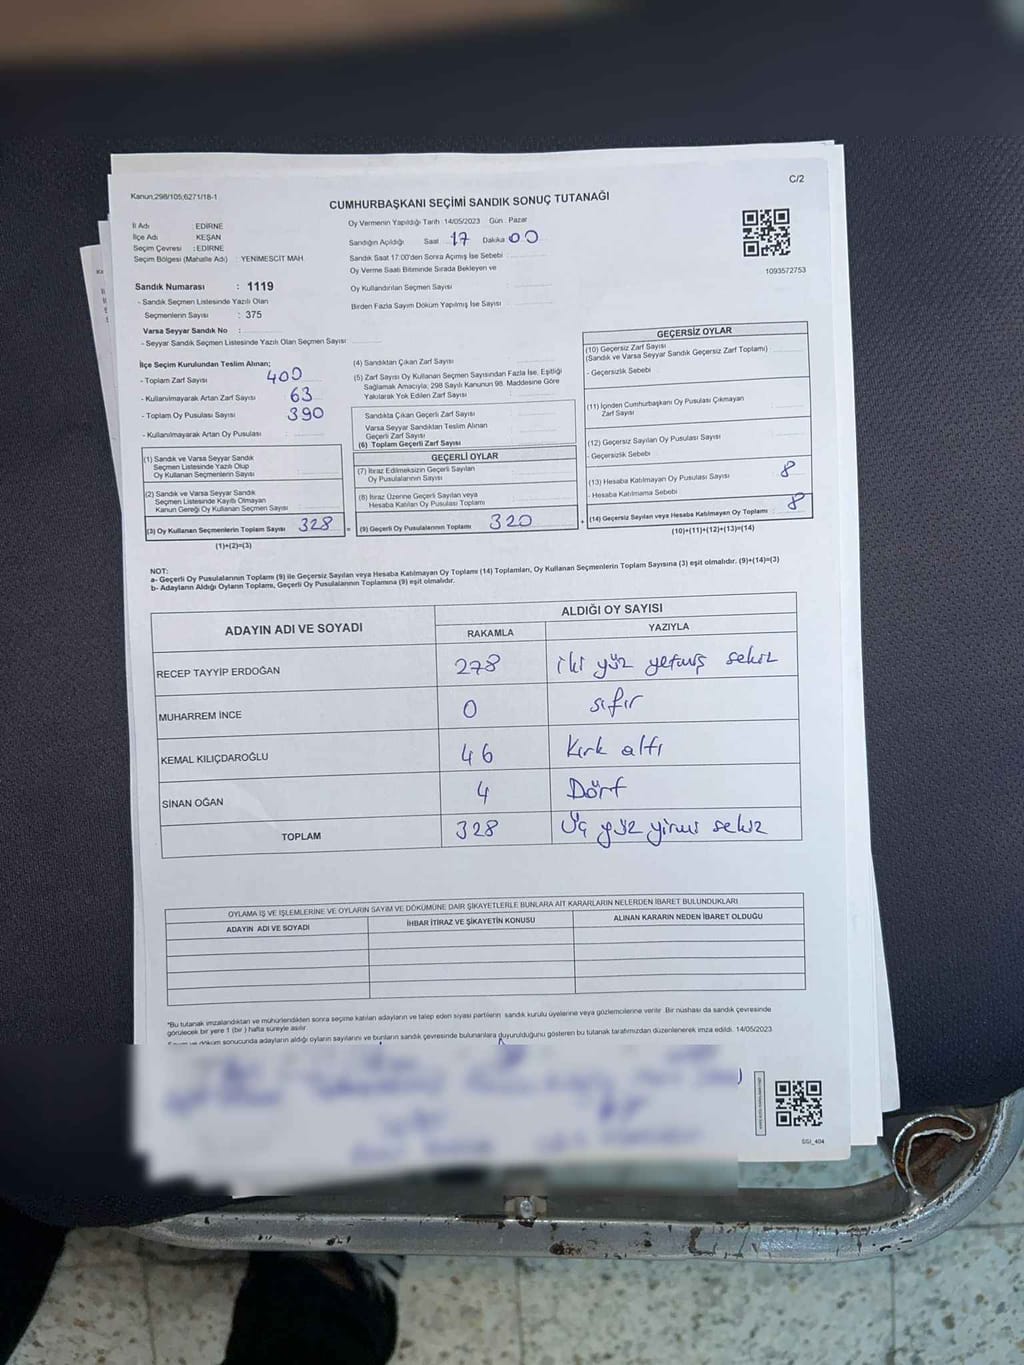 Kanun;298/105;6271/18-1
C/2
CUMHURBAŞKANI SEÇİMİ SANDIK SONUÇ TUTANAĞI
İl Adı : EDİRNE
İlçe Adı KEŞAN
Seçim Çevresi : EDİRNE
Seçim Bölgesi (Mahalle Adı) YENİMESCİT MAH.
Oy Vermenin Yapıldığı Tarih :14/05/2023 Gün : Pazar
Sandığın Açıldığı Saat 17 Dakika 00
Sandık Saat 17:00'den Sonra Açımış İse Sebebi :
Oy Verme Saati Bitiminde Sırada Bekleyen ve
Oy Kullandırılan Seçmen Sayısı :
Birden Fazla Sayım Döküm Yapılmış İse Sayısı :
1093572753
Sandık Numarası : 1119
- Sandık Seçmen Listesinde Yazılı Olan
Seçmenlerin Sayısı : 375
Varsa Seyyar Sandık No :
- Seyyar Sandık Seçmen Listesinde Yazılı Olan Seçmen Sayısı :
İlçe Seçim Kurulundan Teslim Alınan;
- Toplam Zarf Sayısı 400
- Kullanılmayarak Artan Zarf Sayısı 63
- Toplam Oy Pusulası Sayısı 390
- Kullanılmayarak Artan Oy Pusulası :
(1) Sandık ve Varsa Seyyar Sandık
Seçmen Listesinde Yazılı Olup
Oy Kullanan Seçmenlerin Sayısı :
(2) Sandık ve Varsa Seyyar Sandık
Seçmen Listesinde Kayıtlı Olmayan
Kanun Gereği Oy Kullanan Seçmen Sayısı :
(3) Oy Kullanan Seçmenlerin Toplam Sayısı 328 =
(1)+(2)=(3)
(4) Sandıktan Çıkan Zarf Sayısı :
(5) Zarf Sayısı Oy Kullanan Seçmen Sayısından Fazla İse, Eşitliği
Sağlamak Amacıyla; 298 Sayılı Kanunun 98. Maddesine Göre
Yakılarak Yok Edilen Zarf Sayısı :
Sandıkta Çıkan Geçerli Zarf Sayısı :
Varsa Seyyar Sandıktan Teslim Alınan
Geçerli Zarf Sayısı :
(6) Toplam Geçerli Zarf Sayısı :
GEÇERLİ OYLAR
(7) İtiraz Edilmeksizin Geçerli Sayılan
Oy Pusulalarının Sayısı :
(8) İtiraz Üzerine Geçerli Sayılan veya
Hesaba Katılan Oy Pusulası Toplamı :
(9) Geçerli Oy Pusulalarının Toplamı : 320 +
GEÇERSİZ OYLAR
(10) Geçersiz Zarf Sayısı
(Sandık ve Varsa Seyyar Sandık Geçersiz Zarf Toplamı)
- Geçersizlik Sebebi
(11) İçinden Cumhurbaşkanı Oy Pusulası Çıkmayan
Zarf Sayısı
(12) Geçersiz Sayılan Oy Pusulası Sayısı
- Geçersizlik Sebebi
(13) Hesaba Katılmayan Oy Pusulası Sayısı 8
- Hesaba Katılmama Sebebi
(14) Geçersiz Sayılan veya Hesaba Katılmayan Oy Toplamı : 8
(10)+(11)+(12)+(13)=(14)
NOT:
a- Geçerli Oy Pusulalarının Toplamı (9) ile Geçersiz Sayılan veya Hesaba Katılmayan Oy Toplamı (14) Toplamları, Oy Kullanan Seçmenlerin Toplam Sayısına (3) eşit olmalıdır. (9)+(14)=(3)
b- Adayların Aldığı Oyların Toplamı, Geçerli Oy Pusulalarının Toplamına (9) eşit olmalıdır.
ADAYIN ADI VE SOYADI ALDIĞI OY SAYISI
RAKAMLA YAZIYLA
RECEP TAYYİP ERDOĞAN 278 iki yüz yetmiş sekiz
MUHARREM İNCE 0 sıfır
KEMAL KILIÇDAROĞLU 46 Kırk altı
SİNAN OĞAN 4 Dört
TOPLAM 328 Üç yüz yirmi sekiz
OYLAMA İŞ VE İŞLEMLERİNE VE OYLARIN SAYIM VE DÖKÜMÜNE DAİR ŞİKAYETLERLE BUNLARA AİT KARARLARIN NELERDEN İBARET BULUNDUKLARI
ADAYIN ADI VE SOYADI İHBAR İTİRAZ VE ŞİKAYETİN KONUSU ALINAN KARARIN NEDEN İBARET OLDUĞU
*Bu tutanak imzalandıktan ve mühürlendikten sonra seçime katılan adayların ve talep eden siyasi partilerin sandık kurulu üyelerine veya gözlemcilerine verilir .Bir nüshası da sandık çevresinde
görülecek bir yere 1 (bir ) hafta süreyle asılır.
Sayım ve döküm sonucunda adayların aldığı oyların sayılarını ve bunların sandık çevresinde bulunanlara duyurulduğunu gösteren bu tutanak tarafımızdan düzenlenerek imza edildi. 14/05/2023
SGİ_404